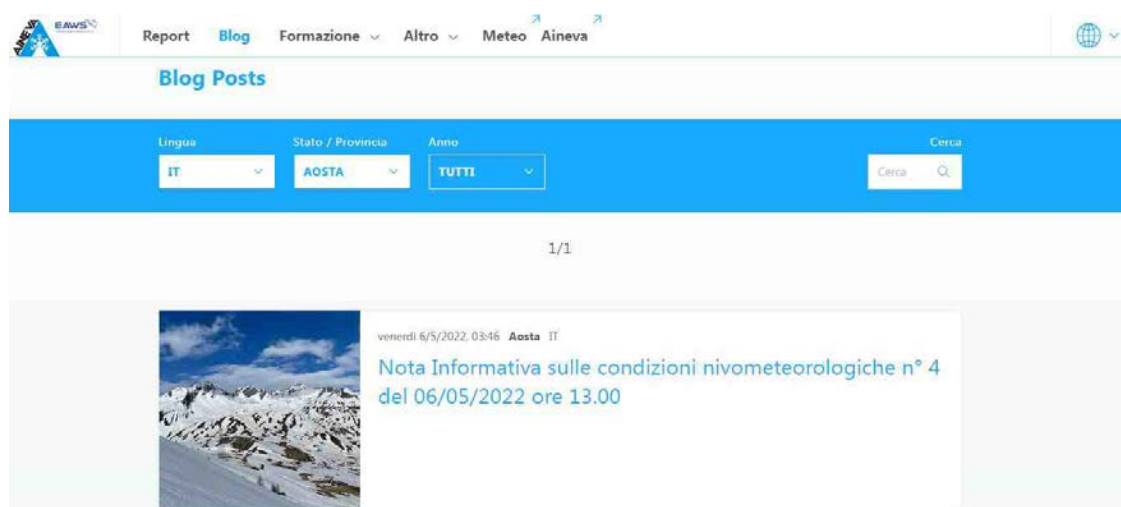 AINEVA
EAWS
Report Blog Formazione Altro Meteo Aineva
Blog Posts
Lingua Stato / Provincia Anno Cerca
IT AOSTA TUTTI Cerca
1/1
venerdì 6/5/2022, 03:46 Aosta IT
Nota Informativa sulle condizioni nivometeorologiche n° 4
del 06/05/2022 ore 13.00